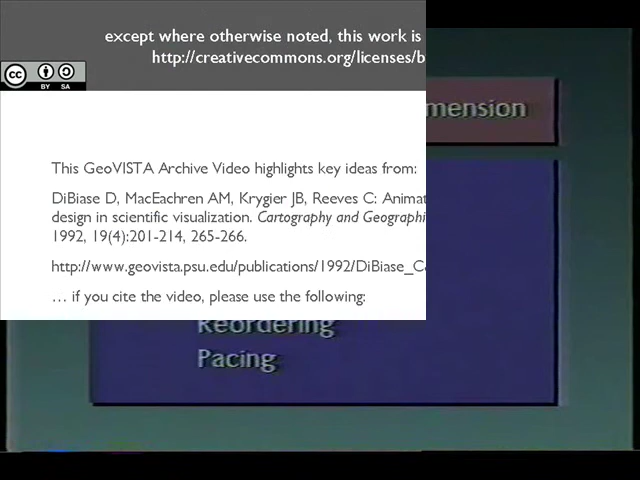 except where otherwise noted, this work is
http://creativecommons.org/licenses/b
cc
BY SA
mension
This GeoVISTA Archive Video highlights key ideas from:
DiBiase D, MacEachren AM, Krygier JB, Reeves C: Animat
design in scientific visualization. Cartography and Geographi
1992, 19(4):201-214, 265-266.
http://www.geovista.psu.edu/publications/1992/DiBiase_C
… if you cite the video, please use the following:
Reordering
Pacing